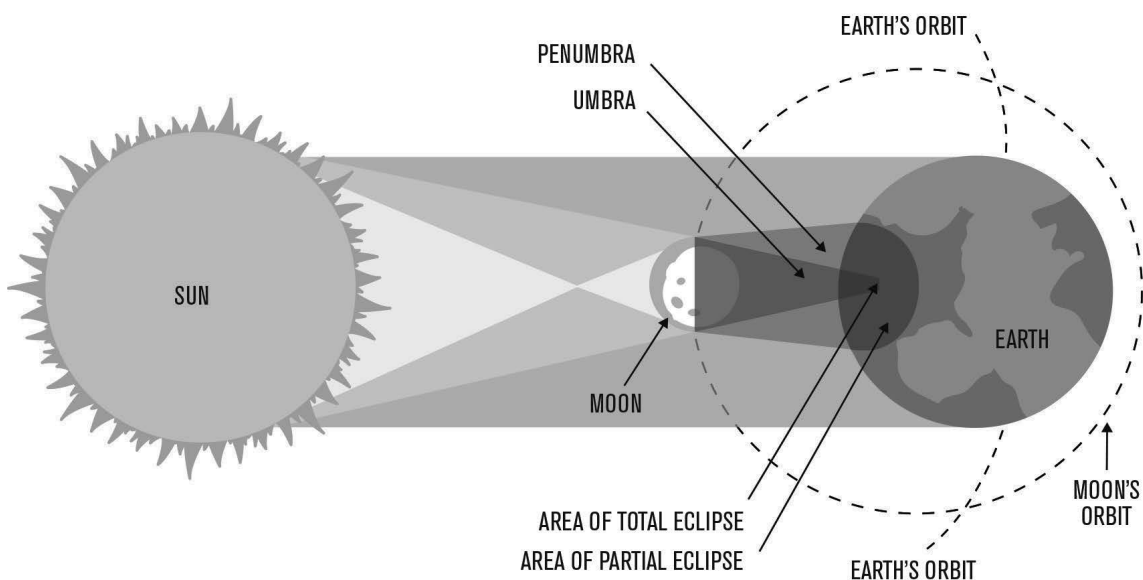 EARTH'S ORBIT
PENUMBRA
UMBRA
SUN
EARTH
MOON
MOON'S
ORBIT
AREA OF TOTAL ECLIPSE
AREA OF PARTIAL ECLIPSE
EARTH'S ORBIT